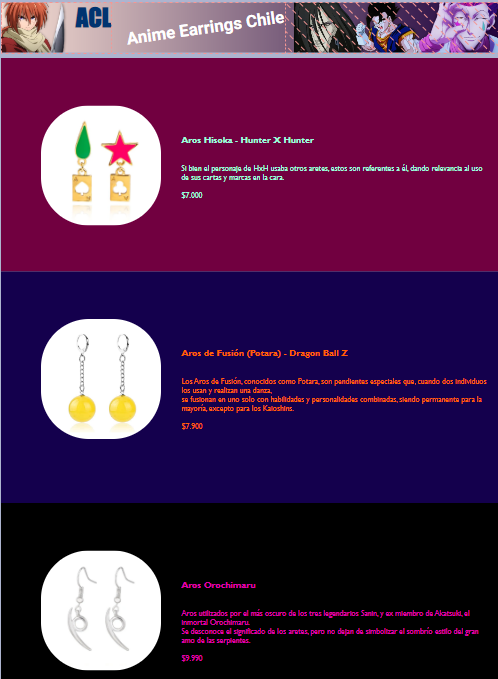 ACL
Anime Earrings Chile
Aros Hisoka - Hunter X Hunter
Si bien el personaje de HxH usaba otros aretes, estos son referentes a él, dando relevancia al uso
de sus cartas y marcas en la cara.
$7.000
Aros de Fusión (Potara) - Dragon Ball Z
Los Aros de Fusión, conocidos como Potara, son pendientes especiales que, cuando dos individuos
los usan y realizan una danza,
se fusionan en uno solo con habilidades y personalidades combinadas, siendo permanente para la
mayoría, excepto para los Kaioshins.
$7.900
Aros Orochimaru
Aros utilizados por el más oscuro de los tres legendarios Sanin, y ex miembro de Akatsuki, el
inmortal Orochimaru.
Se desconoce el significado de los aretes, pero no dejan de simbolizar el sombrío estilo del gran
amo de las serpientes.
$9.990